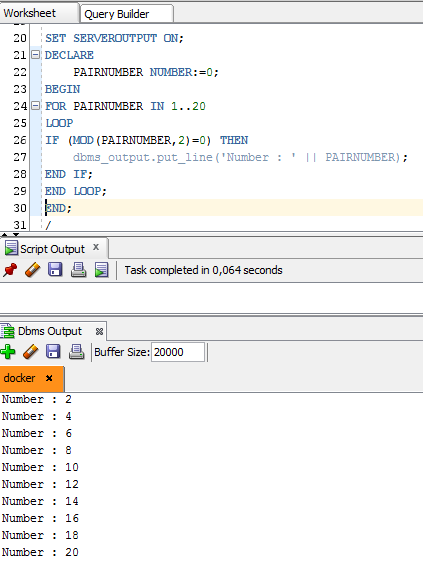 Worksheet Query Builder
20 SET SERVEROUTPUT ON;
21 DECLARE
22 PAIRNUMBER NUMBER:=0;
23 BEGIN
24 FOR PAIRNUMBER IN 1..20
25 LOOP
26 IF (MOD(PAIRNUMBER,2)=0) THEN
27 dbms_output.put_line('Number : ' || PAIRNUMBER);
28 END IF;
29 END LOOP;
30 END;
31 /
Script Output x
Task completed in 0,064 seconds
Dbms Output
Buffer Size: 20000
docker
Number : 2
Number : 4
Number : 6
Number : 8
Number : 10
Number : 12
Number : 14
Number : 16
Number : 18
Number : 20